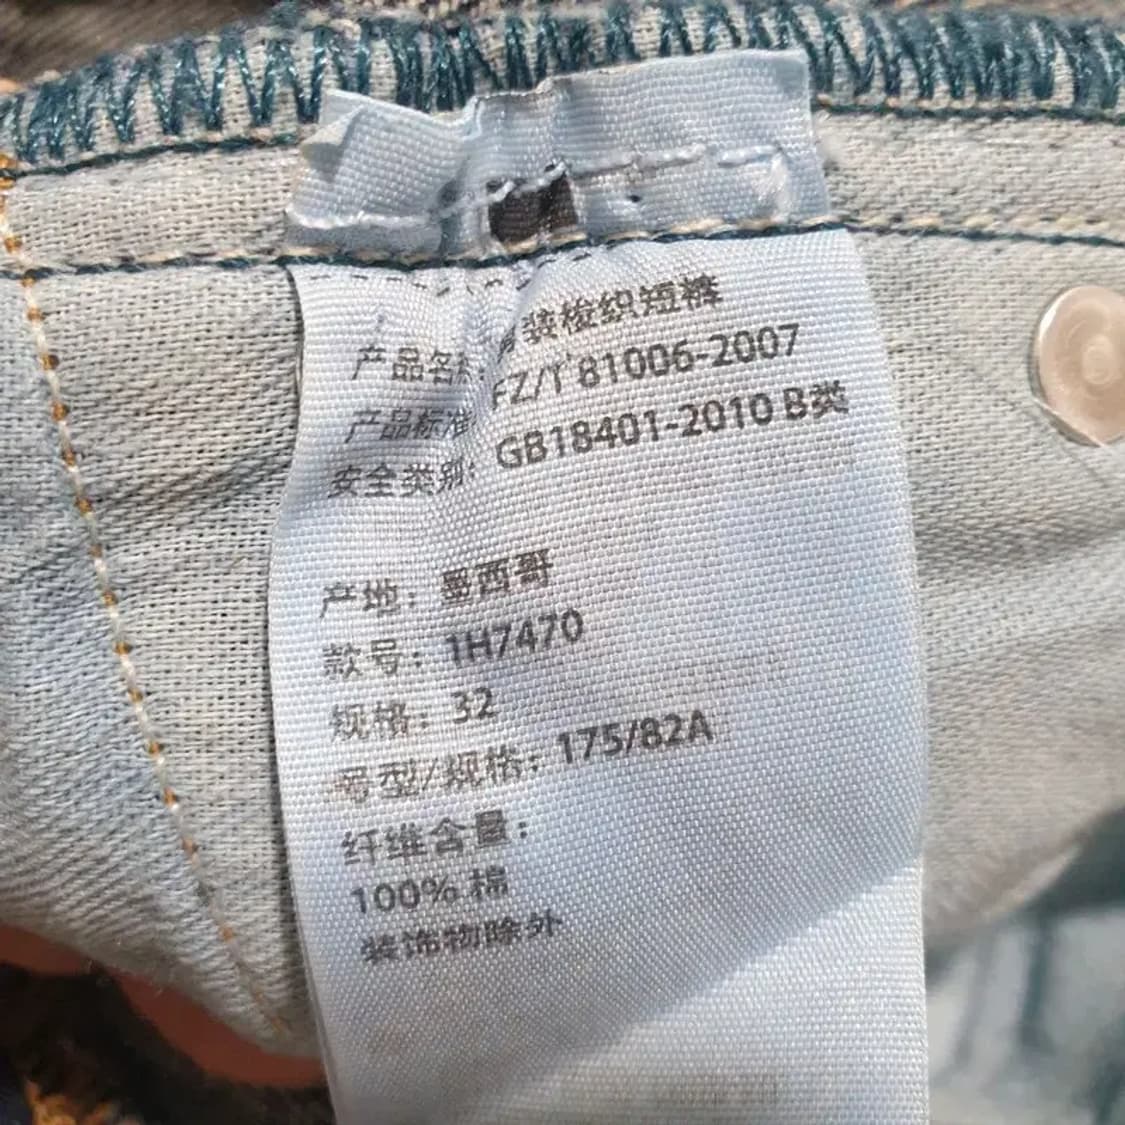 产品名称: 装梭织短裤
产品标准: FZ/T 81006-2007
安全类别: GB18401-2010 B类
产地: 墨西哥
款号: 1H7470
规格: 32
号型/规格: 175/82A
纤维含量:
100% 棉
装饰物除外